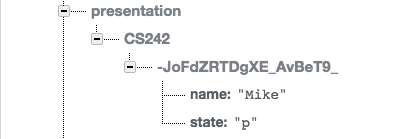 presentation
CS242
-JoFdZRTDgXE_AvBeT9_
name: "Mike"
state: "p"